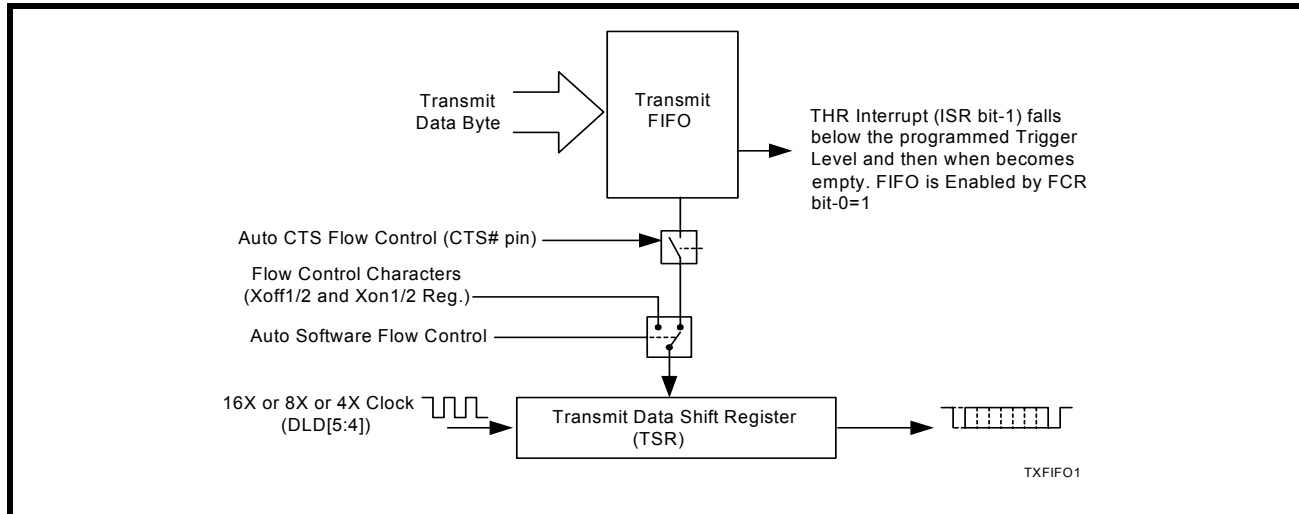 Transmit
Data Byte
Transmit
FIFO
THR Interrupt (ISR bit-1) falls
below the programmed Trigger
Level and then when becomes
empty. FIFO is Enabled by FCR
bit-0=1
Auto CTS Flow Control (CTS# pin)
Flow Control Characters
(Xoff1/2 and Xon1/2 Reg.)
Auto Software Flow Control
16X or 8X or 4X Clock
(DLD[5:4])
Transmit Data Shift Register
(TSR)
TXFIFO1